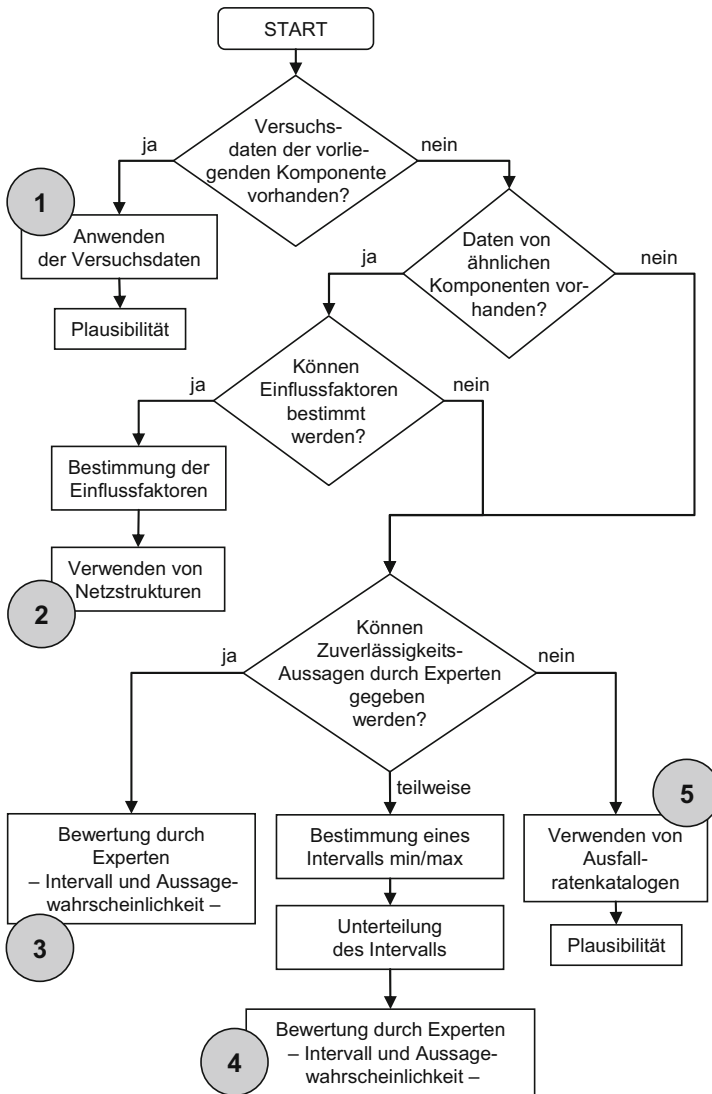 START
Versuchs-
daten der vorlie-
genden Komponente
vorhanden?
ja
nein
1
Anwenden
der Versuchsdaten
Plausibilität
Daten von
ähnlichen
Komponenten vor-
handen?
ja
nein
Können
Einflussfaktoren
bestimmt
werden?
ja
nein
Bestimmung der
Einflussfaktoren
Verwenden von
Netzstrukturen
2
Können
Zuverlässigkeits-
Aussagen durch Experten
gegeben
werden?
ja
nein
teilweise
Bewertung durch
Experten
– Intervall und Aussage-
wahrscheinlichkeit –
3
Bestimmung eines
Intervalls min/max
Unterteilung
des Intervalls
Bewertung durch Experten
– Intervall und Aussage-
wahrscheinlichkeit –
4
5
Verwenden von
Ausfall-
ratenkatalogen
Plausibilität